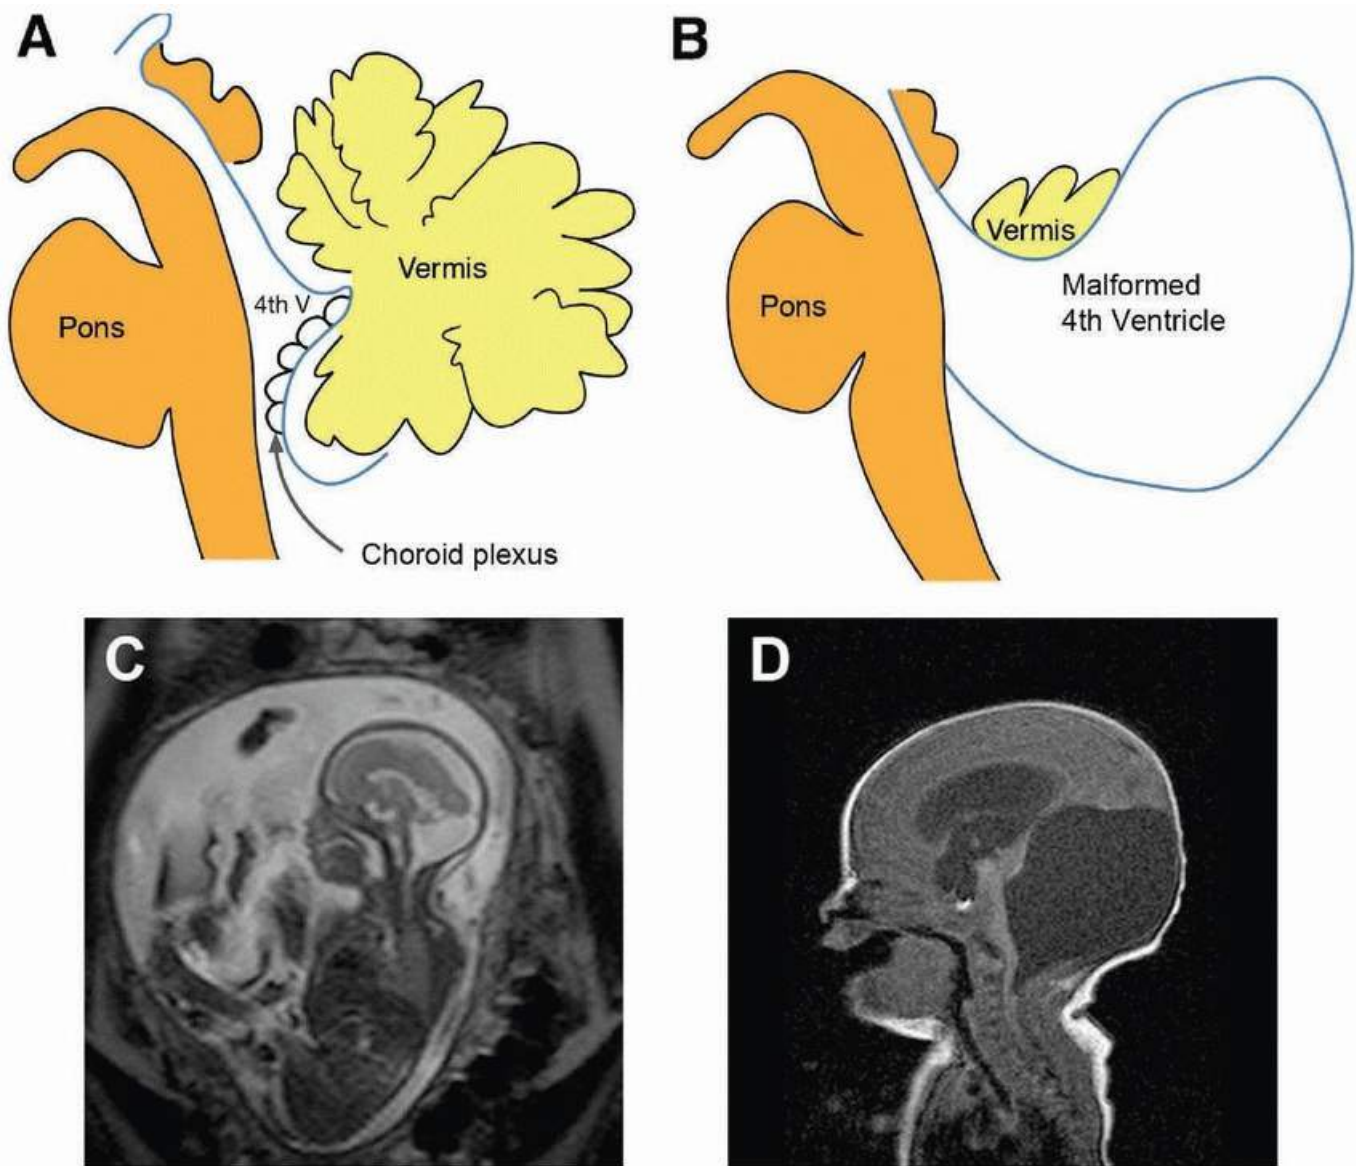 A
B
Vermis
4th V
Pons
Choroid plexus
Vermis
Pons
Malformed
4th Ventricle
C
D